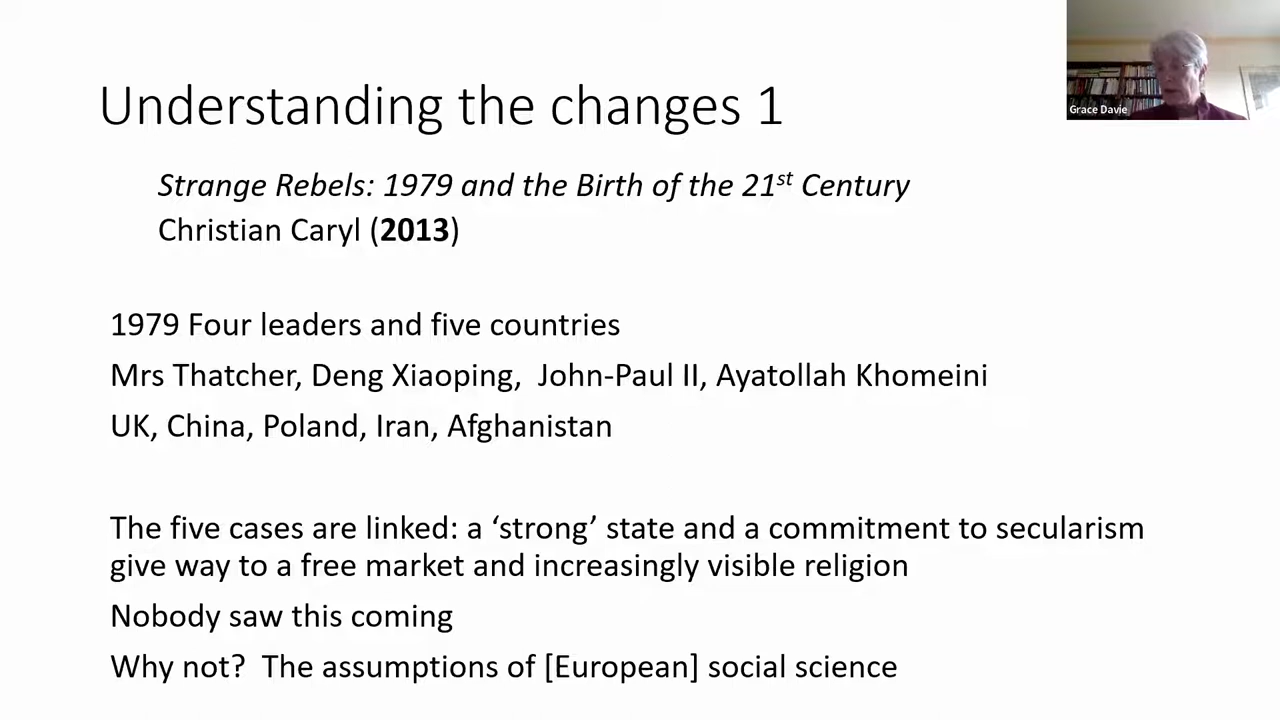 Understanding the changes 1
Grace Davie
Strange Rebels: 1979 and the Birth of the 21st Century
Christian Caryl (2013)
1979 Four leaders and five countries
Mrs Thatcher, Deng Xiaoping,  John-Paul II, Ayatollah Khomeini
UK, China, Poland, Iran, Afghanistan
The five cases are linked: a ‘strong’ state and a commitment to secularism
give way to a free market and increasingly visible religion
Nobody saw this coming
Why not?  The assumptions of [European] social science